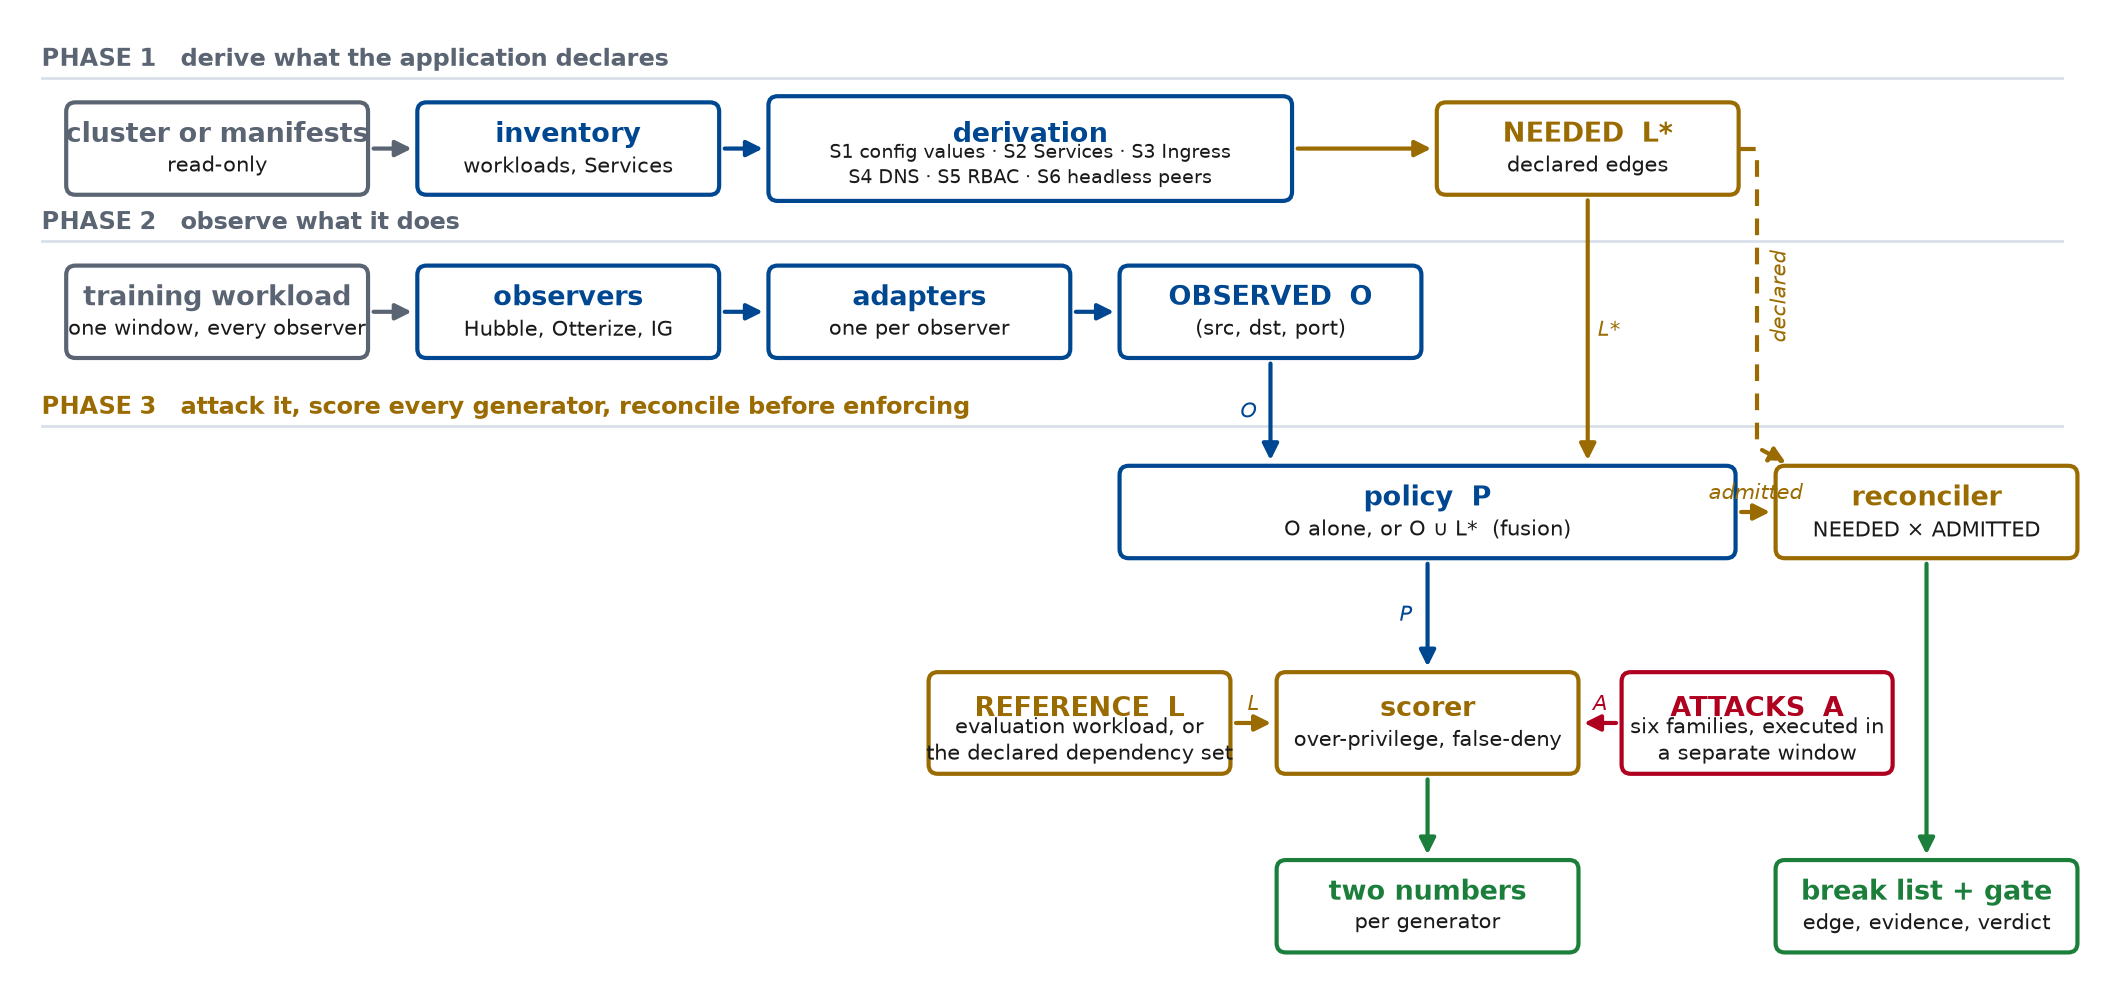 PHASE 1   derive what the application declares
cluster or manifests
read-only
inventory
workloads, Services
derivation
S1 config values · S2 Services · S3 Ingress
S4 DNS · S5 RBAC · S6 headless peers
NEEDED  L*
declared edges
PHASE 2   observe what it does
training workload
one window, every observer
observers
Hubble, Otterize, IG
adapters
one per observer
OBSERVED  O
(src, dst, port)
L*
declared
PHASE 3   attack it, score every generator, reconcile before enforcing
O
policy  P
O alone, or O ∪ L*  (fusion)
admitted
reconciler
NEEDED × ADMITTED
P
REFERENCE  L
evaluation workload, or
the declared dependency set
L
scorer
over-privilege, false-deny
A
ATTACKS  A
six families, executed in
a separate window
two numbers
per generator
break list + gate
edge, evidence, verdict